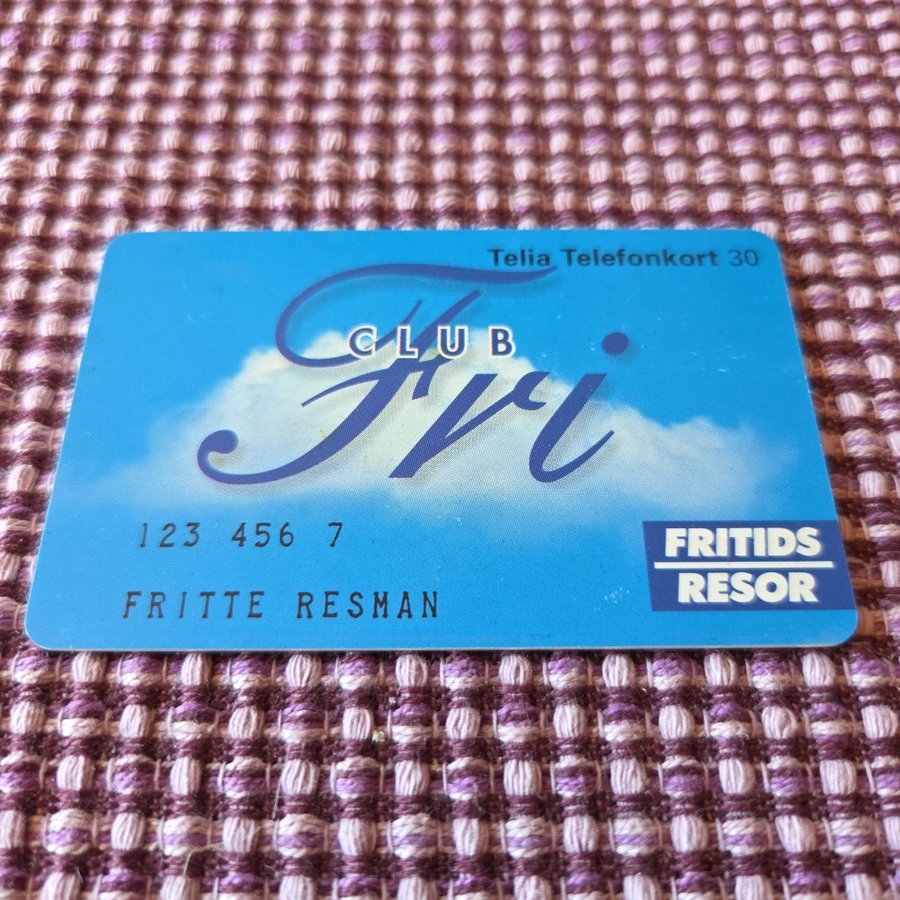 Telia Telefonkort 30
CLUB
Fri
123 456 7
FRITTE RESMAN
FRITIDS
RESOR